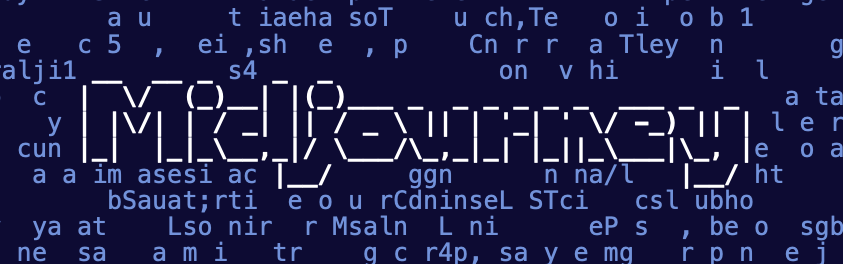 a u t iaeha soT u ch,Te o i o b 1
e c 5 , ei ,sh e , p Cn r r a Tley n g
alji1 s4 on v hi i l
c a ta
Midjourney
y l e r
cun e o a
a a im asesi ac ggn n na/l ht
bSauat;rti e o u rCdninseL STci csl ubho
ya at Lso nir r Msaln L ni eP s , be o sgb
ne sa a m i tr g c r4p, sa y e mg r p n e j